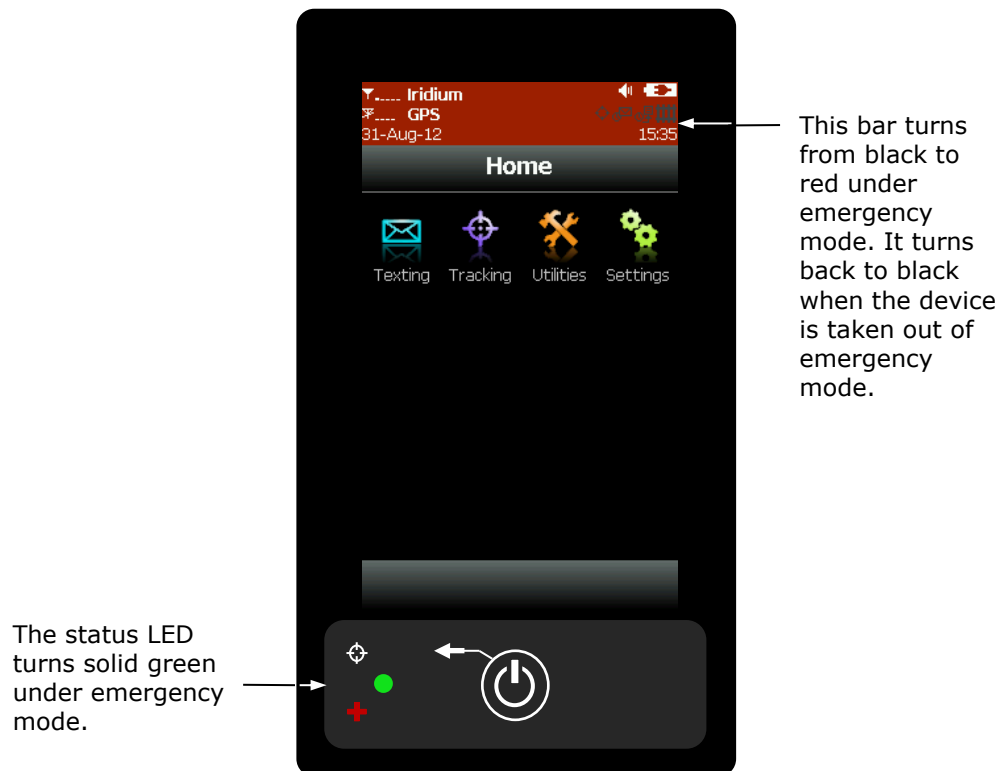 Iridium
GPS
31-Aug-12 15:35
Home
Texting Tracking Utilities Settings
This bar turns
from black to
red under
emergency
mode. It turns
back to black
when the device
is taken out of
emergency
mode.
The status LED
turns solid green
under emergency
mode.